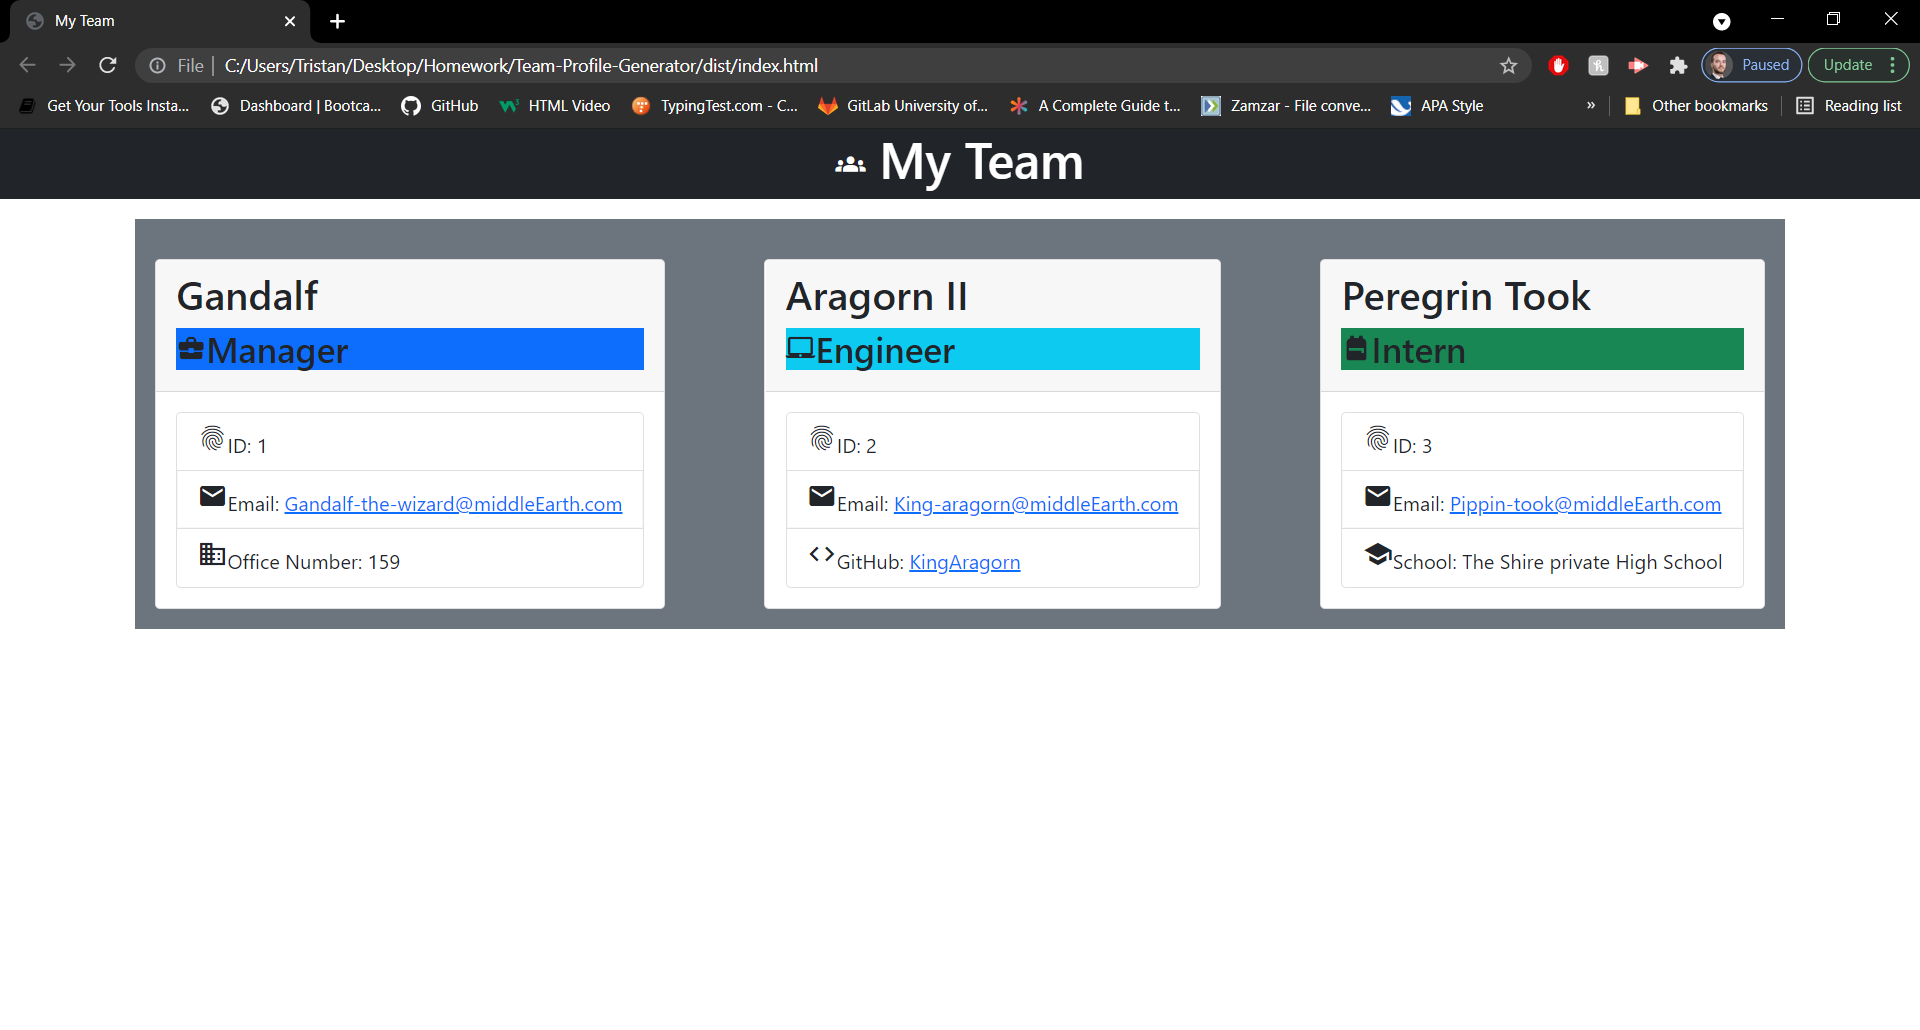 My Team
File | C:/Users/Tristan/Desktop/Homework/Team-Profile-Generator/dist/index.html
Paused
Update
Get Your Tools Insta...
Dashboard | Bootca...
GitHub
HTML Video
TypingTest.com - C...
GitLab University of...
A Complete Guide t...
Zamzar - File conve...
APA Style
»
Other bookmarks
Reading list
My Team
Gandalf
Manager
ID: 1
Email: Gandalf-the-wizard@middleEarth.com
Office Number: 159
Aragorn II
Engineer
ID: 2
Email: King-aragorn@middleEarth.com
GitHub: KingAragorn
Peregrin Took
Intern
ID: 3
Email: Pippin-took@middleEarth.com
School: The Shire private High School